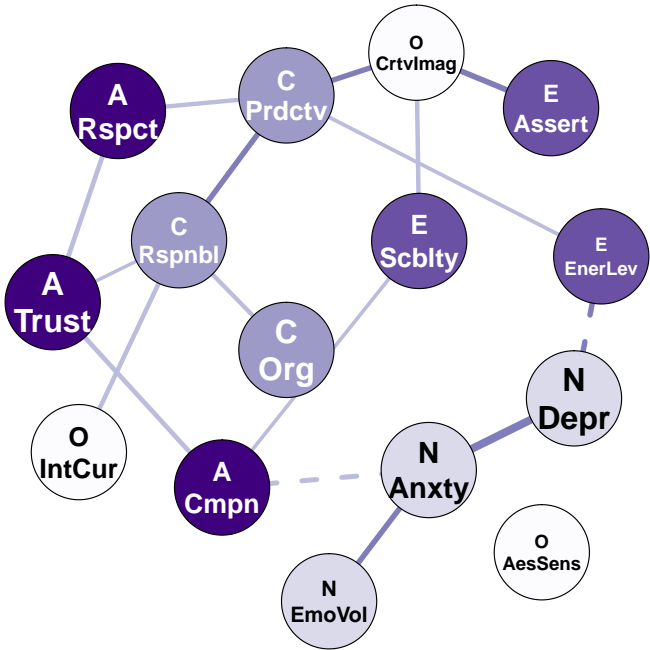 O
CrtvImag
C
Prdctv
A
Rspct
E
Assert
C
Rspnbl
E
Scblty
E
EnerLev
A
Trust
C
Org
N
Depr
O
IntCur
A
Cmpn
N
Anxty
O
AesSens
N
EmoVol